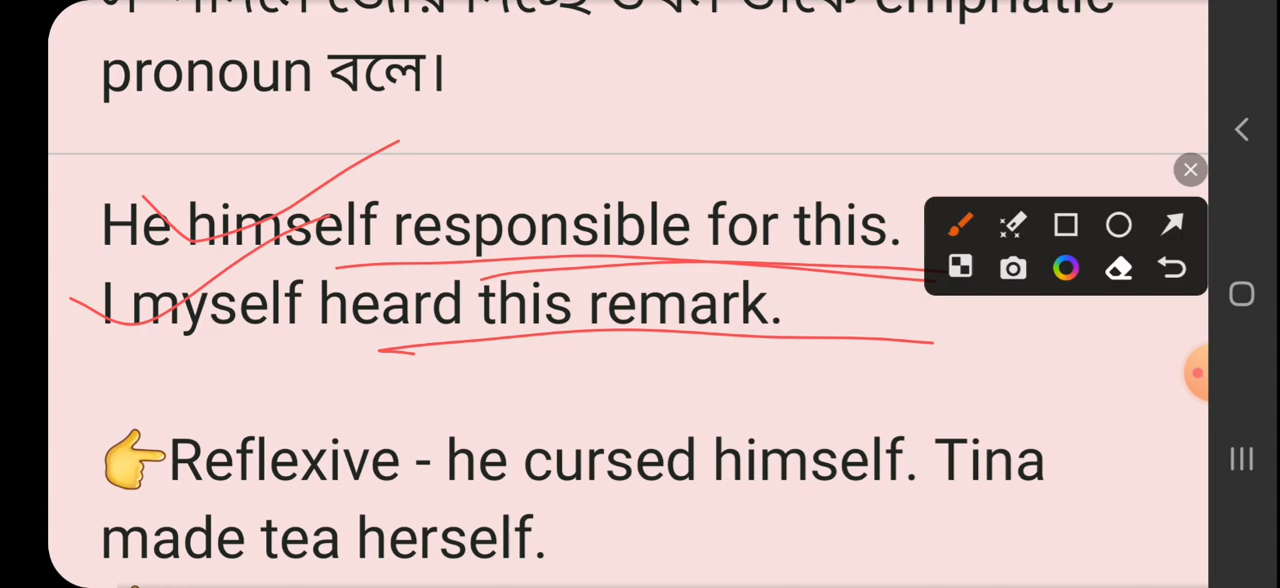 emphatic
pronoun বলে।
He himself responsible for this.
I myself heard this remark.
👉Reflexive - he cursed himself. Tina
made tea herself.